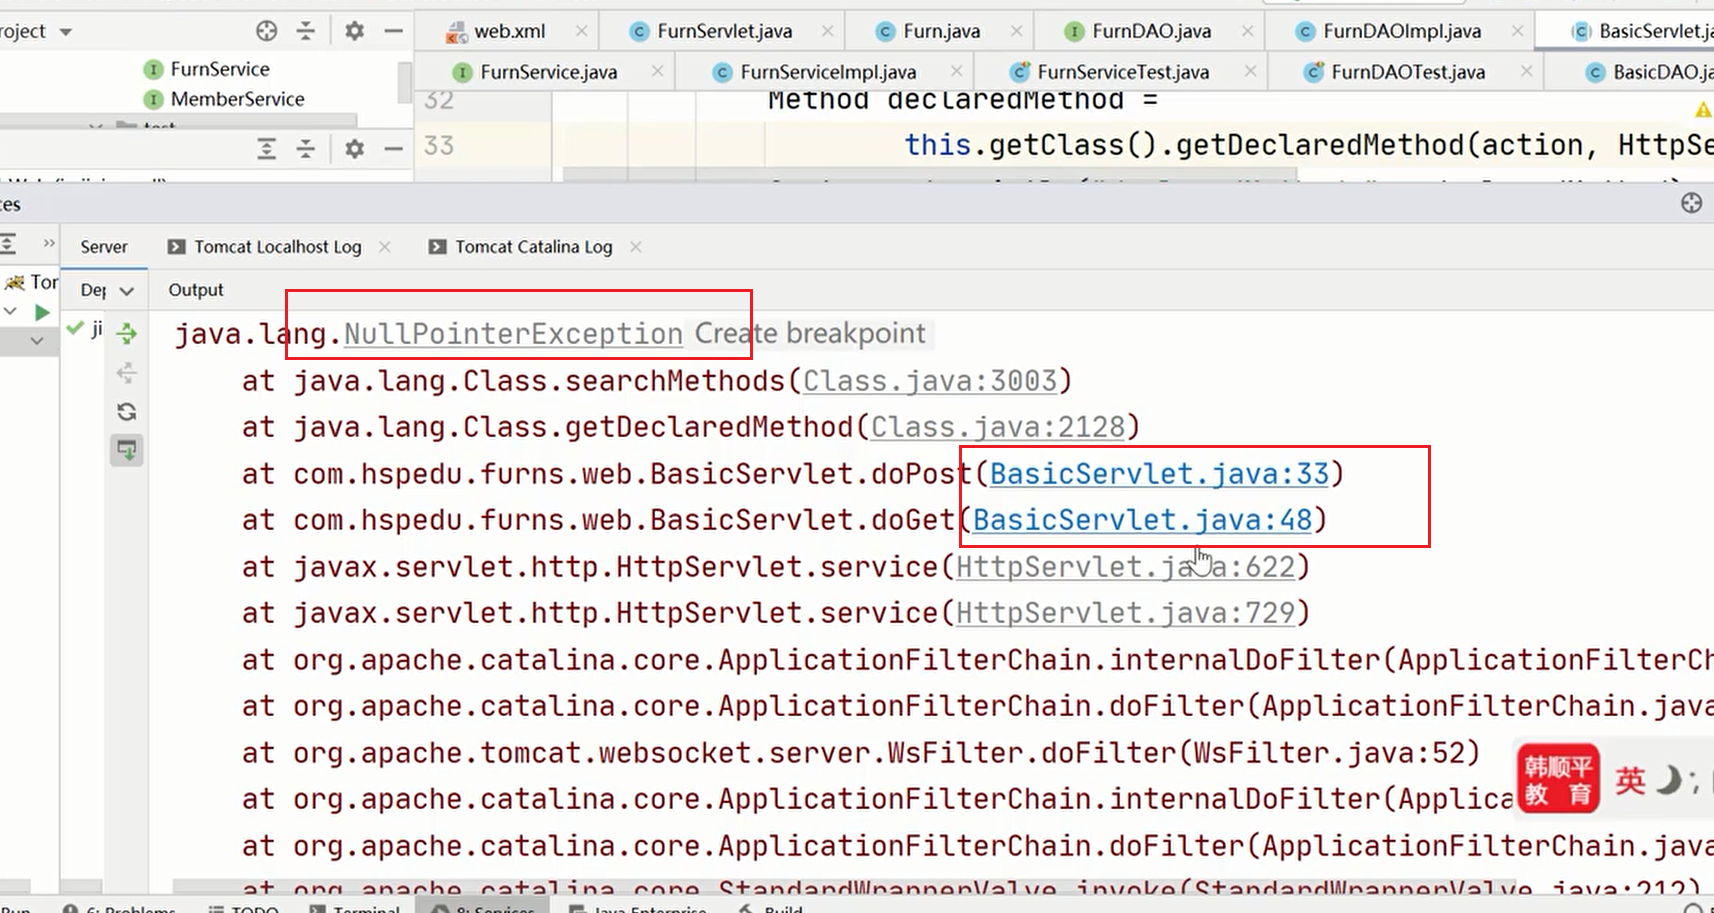 roject
web.xml
FurnServlet.java
Furn.java
FurnDAO.java
FurnDAOImpl.java
BasicServlet.ja
FurnService
FurnService.java
FurnServiceImpl.java
FurnServiceTest.java
FurnDAOTest.java
BasicDAO.ja
MemberService
32 Method declaredMethod =
test
33 this.getClass().getDeclaredMethod(action, HttpSe
ces
Server
Tomcat Localhost Log
Tomcat Catalina Log
Tor
Dep
Output
ji
java.lang.NullPointerException Create breakpoint
at java.lang.Class.searchMethods(Class.java:3003)
at java.lang.Class.getDeclaredMethod(Class.java:2128)
at com.hspedu.furns.web.BasicServlet.doPost(BasicServlet.java:33)
at com.hspedu.furns.web.BasicServlet.doGet(BasicServlet.java:48)
at javax.servlet.http.HttpServlet.service(HttpServlet.java:622)
at javax.servlet.http.HttpServlet.service(HttpServlet.java:729)
at org.apache.catalina.core.ApplicationFilterChain.internalDoFilter(ApplicationFilterCh
at org.apache.catalina.core.ApplicationFilterChain.doFilter(ApplicationFilterChain.java
at org.apache.tomcat.websocket.server.WsFilter.doFilter(WsFilter.java:52)
at org.apache.catalina.core.ApplicationFilterChain.internalDoFilter(Applica
at org.apache.catalina.core.ApplicationFilterChain.doFilter(ApplicationFilterChain.java
at org.apache.catalina.core.StandardWrapperValve.invoke(StandardWrapperValve.java:212)
韩顺平
教育
英
Run
6: Problems
TODO
Terminal
8: Services
Java Enterprise
Build